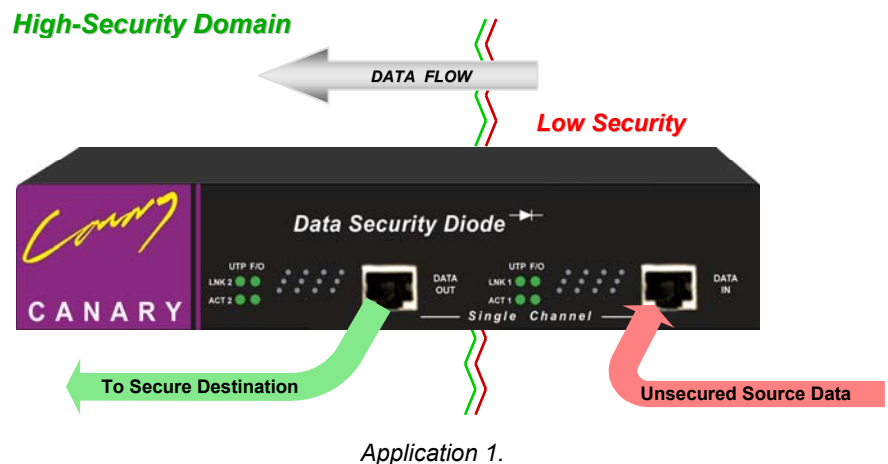 High-Security Domain
DATA FLOW
Low Security
Canary
CANARY
Data Security Diode
UTP F/O
LNK 2
ACT 2
DATA OUT
UTP F/O
LNK 1
ACT 1
DATA IN
Single Channel
To Secure Destination
Unsecured Source Data
Application 1.